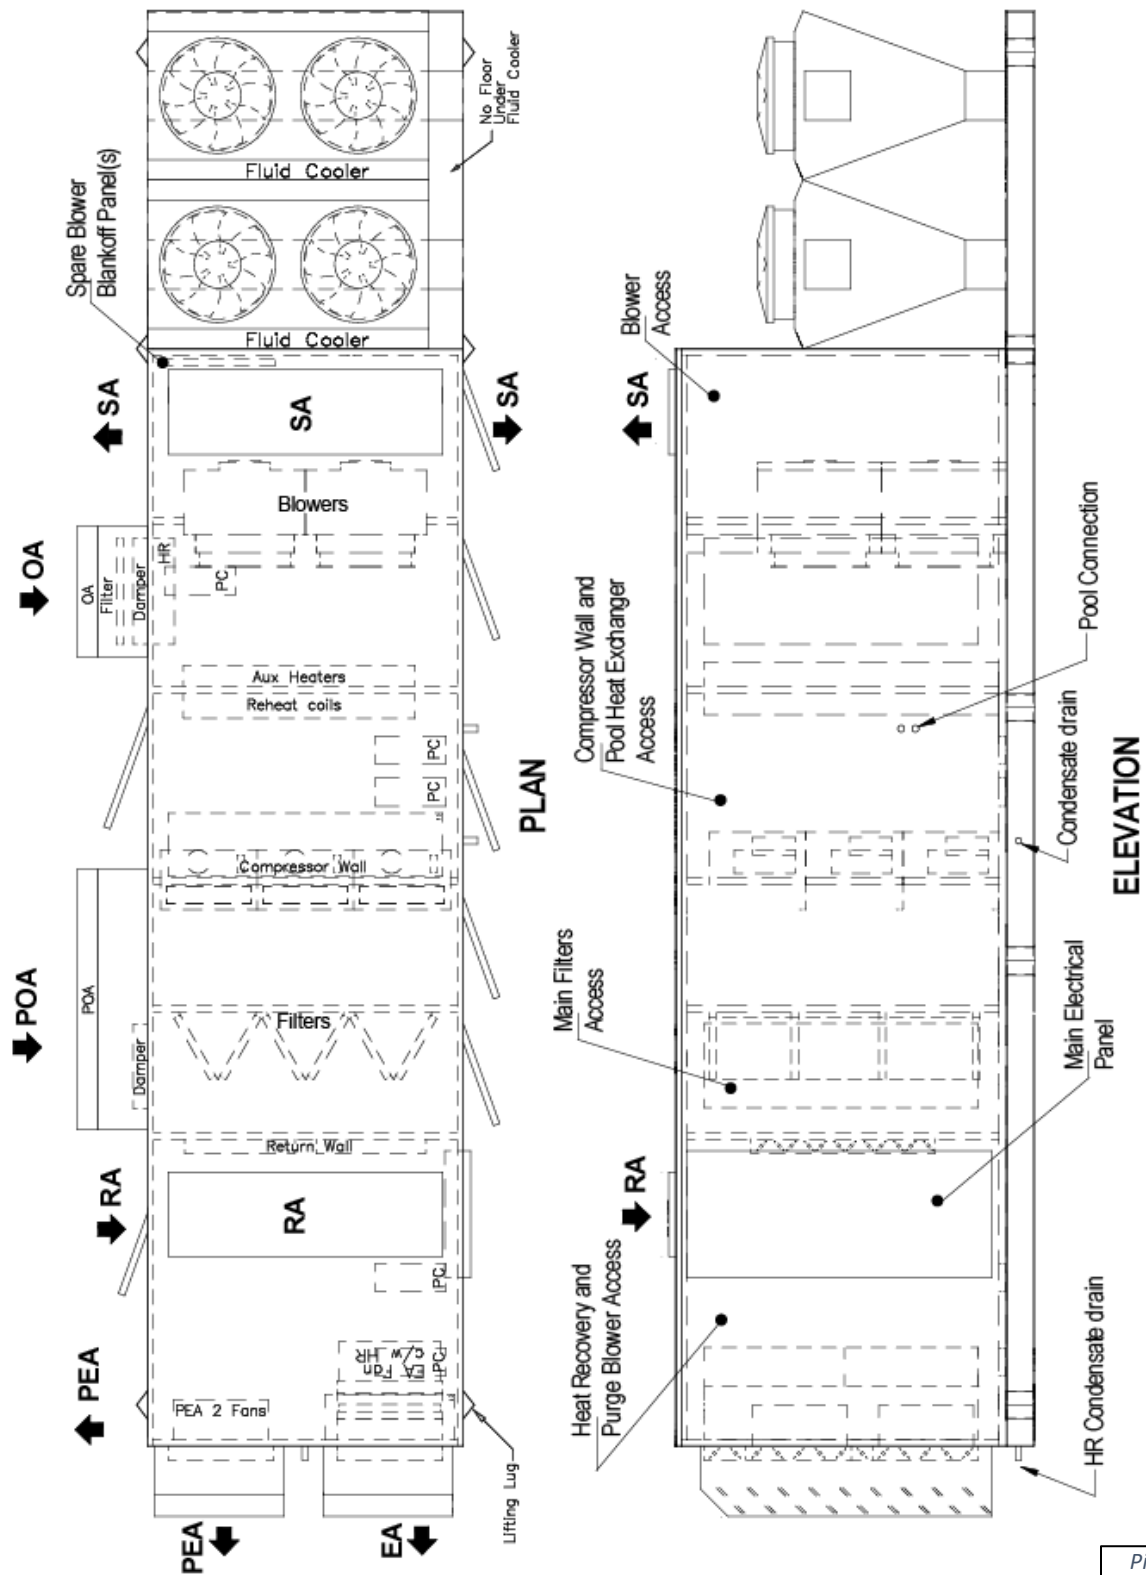 No Floor
Under
Fluid Cooler
Fluid Cooler
Fluid Cooler
Spare Blower
Blankoff Panel(s)
SA
SA
SA
Blowers
OA
OA
Filter
Damper
HR
PC
Aux Heaters
Reheat coils
PC
PC
Compressor Wall
POA
POA
Damper
Filters
Return Wall
RA
RA
PC
EA Fan
c/w HR
PC
PEA
PEA 2 Fans
PEA
EA
Lifting Lug
PLAN
Blower
Access
SA
Compressor Wall and
Pool Heat Exchanger
Access
Pool Connection
Condensate drain
Main Filters
Access
Main Electrical
Panel
RA
Heat Recovery and
Purge Blower Access
HR Condensate drain
ELEVATION